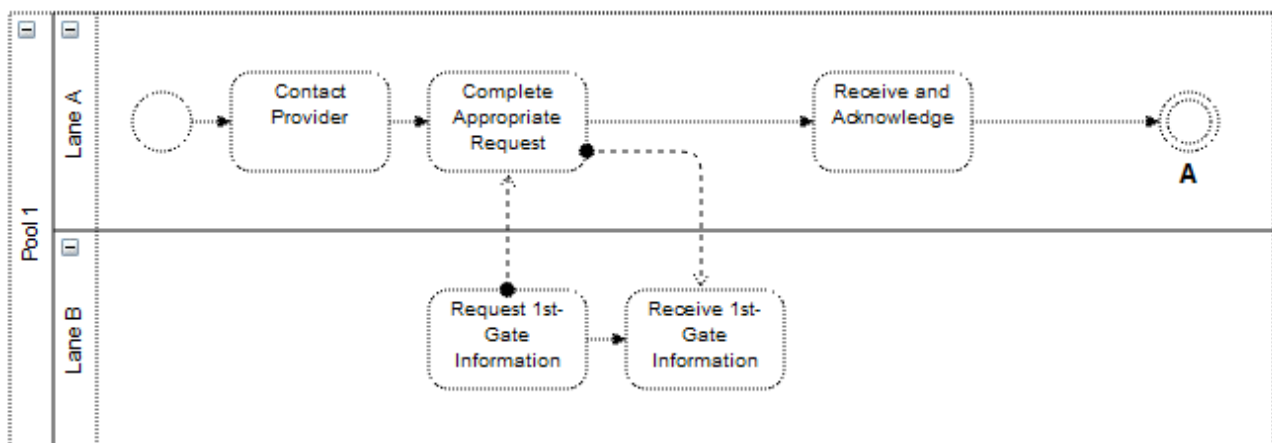 Pool 1
Lane A
Contact
Provider
Complete
Appropriate
Request
Receive and
Acknowledge
A
Lane B
Request 1st-
Gate
Information
Receive 1st-
Gate
Information